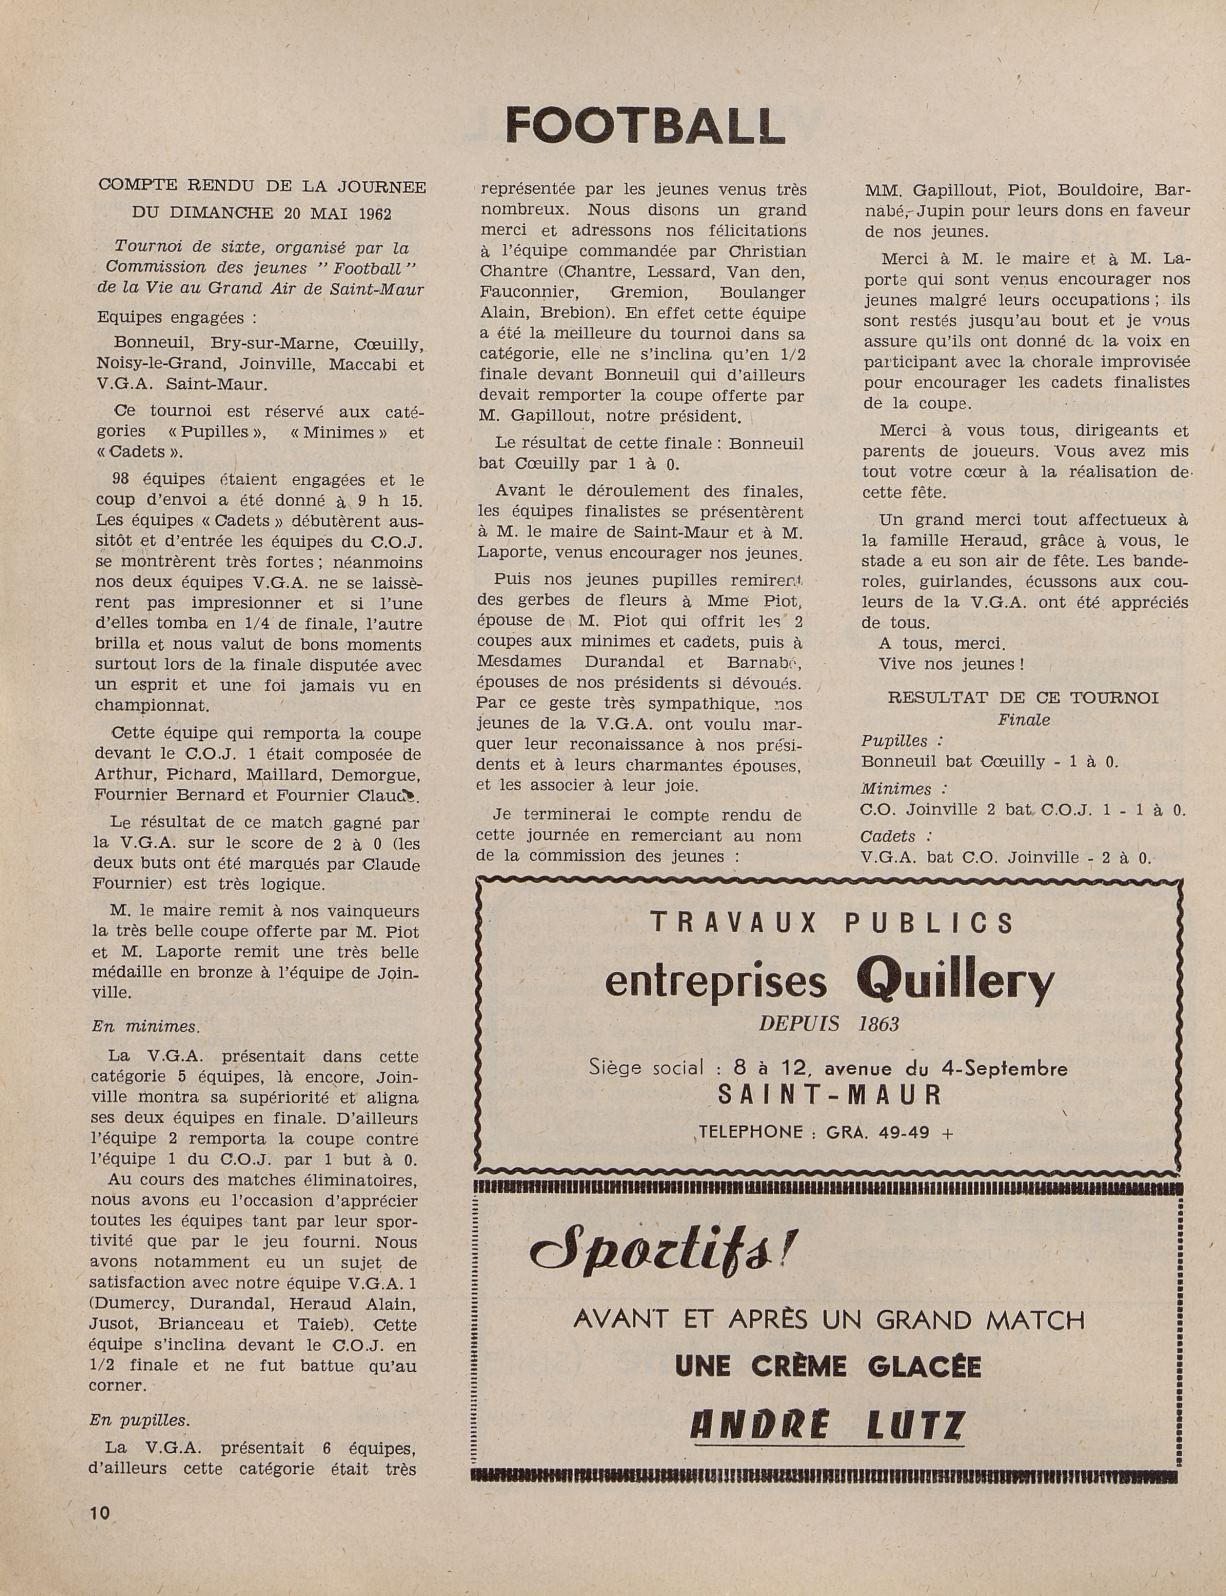 FOOTBALL
COMPTE RENDU DE LA JOURNEE
DU DIMANCHE 20 MAI 1962
Tournoi de sixte, organisé par la
Commission des jeunes ” Football ”
de la Vie au Grand Air de Saint-Maur
Equipes engagées :
Bonneuil, Bry-sur-Marne, Cœuilly,
Noisy-le-Grand, Joinville, Maccabi et
V.G.A. Saint-Maur.
Ce tournoi est réservé aux caté-
gories « Pupilles », « Minimes » et
« Cadets ».
98 équipes étaient engagées et le
coup d’envoi a été donné à 9 h 15.
Les équipes « Cadets » débutèrent aus-
sitôt et d’entrée les équipes du C.O.J.
se montrèrent très fortes ; néanmoins
nos deux équipes V.G.A. ne se laissè-
rent pas impresionner et si l’une
d’elles tomba en 1/4 de finale, l’autre
brilla et nous valut de bons moments
surtout lors de la finale disputée avec
un esprit et une foi jamais vu en
championnat.
Cette équipe qui remporta la coupe
devant le C.O.J. 1 était composée de
Arthur, Pichard, Maillard, Demorgue,
Fournier Bernard et Fournier Claude.
Le résultat de ce match gagné par
la V.G.A. sur le score de 2 à 0 (les
deux buts ont été marqués par Claude
Fournier) est très logique.
M. le maire remit à nos vainqueurs
la très belle coupe offerte par M. Piot
et M. Laporte remit une très belle
médaille en bronze à l’équipe de Join-
ville.
En minimes.
La V.G.A. présentait dans cette
catégorie 5 équipes, là encore, Join-
ville montra sa supériorité et aligna
ses deux équipes en finale. D’ailleurs
l’équipe 2 remporta la coupe contre
l’équipe 1 du C.O.J. par 1 but à 0.
Au cours des matches éliminatoires,
nous avons eu l’occasion d’apprécier
toutes les équipes tant par leur spor-
tivité que par le jeu fourni. Nous
avons notamment eu un sujet de
satisfaction avec notre équipe V.G.A. 1
(Dumercy, Durandal, Heraud Alain,
Jusot, Brianceau et Taieb). Cette
équipe s’inclina devant le C.O.J. en
1/2 finale et ne fut battue qu’au
corner.
En pupilles.
La V.G.A. présentait 6 équipes,
d’ailleurs cette catégorie était très
représentée par les jeunes venus très
nombreux. Nous disons un grand
merci et adressons nos félicitations
à l’équipe commandée par Christian
Chantre (Chantre, Lessard, Van den,
Fauconnier, Gremion, Boulanger
Alain, Brebion). En effet cette équipe
a été la meilleure du tournoi dans sa
catégorie, elle ne s’inclina qu’en 1/2
finale devant Bonneuil qui d’ailleurs
devait remporter la coupe offerte par
M. Gapillout, notre président.
Le résultat de cette finale : Bonneuil
bat Cœuilly par 1 à 0.
Avant le déroulement des finales,
les équipes finalistes se présentèrent
à M. le maire de Saint-Maur et à M.
Laporte, venus encourager nos jeunes.
Puis nos jeunes pupilles remirent
des gerbes de fleurs à Mme Piot,
épouse de M. Piot qui offrit les 2
coupes aux minimes et cadets, puis à
Mesdames Durandal et Barnabé,
épouses de nos présidents si dévoués.
Par ce geste très sympathique, nos
jeunes de la V.G.A. ont voulu mar-
quer leur reconaissance à nos prési-
dents et à leurs charmantes épouses,
et les associer à leur joie.
Je terminerai le compte rendu de
cette journée en remerciant au nom
de la commission des jeunes :
MM. Gapillout, Piot, Bouldoire, Bar-
nabé, Jupin pour leurs dons en faveur
de nos jeunes.
Merci à M. le maire et à M. La-
porte qui sont venus encourager nos
jeunes malgré leurs occupations ; ils
sont restés jusqu’au bout et je vous
assure qu’ils ont donné de la voix en
participant avec la chorale improvisée
pour encourager les cadets finalistes
de la coupe.
Merci à vous tous, dirigeants et
parents de joueurs. Vous avez mis
tout votre cœur à la réalisation de
cette fête.
Un grand merci tout affectueux à
la famille Heraud, grâce à vous, le
stade a eu son air de fête. Les bande-
roles, guirlandes, écussons aux cou-
leurs de la V.G.A. ont été appréciés
de tous.
A tous, merci.
Vive nos jeunes !
RESULTAT DE CE TOURNOI
Finale
Pupilles :
Bonneuil bat Cœuilly - 1 à 0.
Minimes :
C.O. Joinville 2 bat C.O.J. 1 - 1 à 0.
Cadets :
V.G.A. bat C.O. Joinville - 2 à 0.
TRAVAUX PUBLICS
entreprises Quillery
DEPUIS 1863
Siège social : 8 à 12, avenue du 4-Septembre
SAINT-MAUR
TELEPHONE : GRA. 49-49 +
Sportifs!
AVANT ET APRÈS UN GRAND MATCH
UNE CRÈME GLACÉE
ANDRÉ LUTZ
10